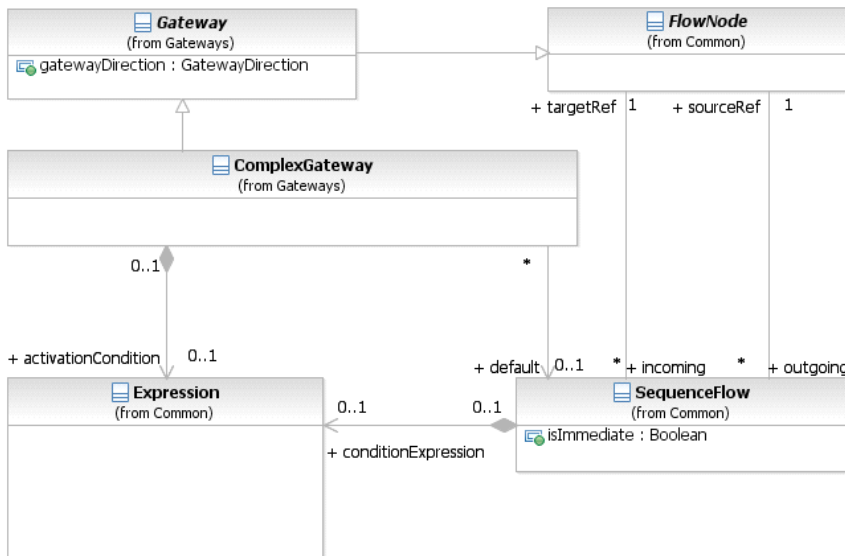 Gateway
(from Gateways)
gatewayDirection : GatewayDirection
FlowNode
(from Common)
+ targetRef 1 + sourceRef 1
ComplexGateway
(from Gateways)
0..1
*
+ activationCondition 0..1
+ default 0..1 * + incoming * + outgoing
Expression
(from Common)
0..1 0..1
+ conditionExpression
SequenceFlow
(from Common)
isImmediate : Boolean